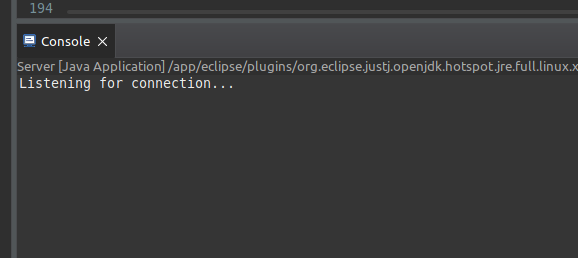 194
Console
Server [Java Application] /app/eclipse/plugins/org.eclipse.justj.openjdk.hotspot.jre.full.linux.x
Listening for connection...